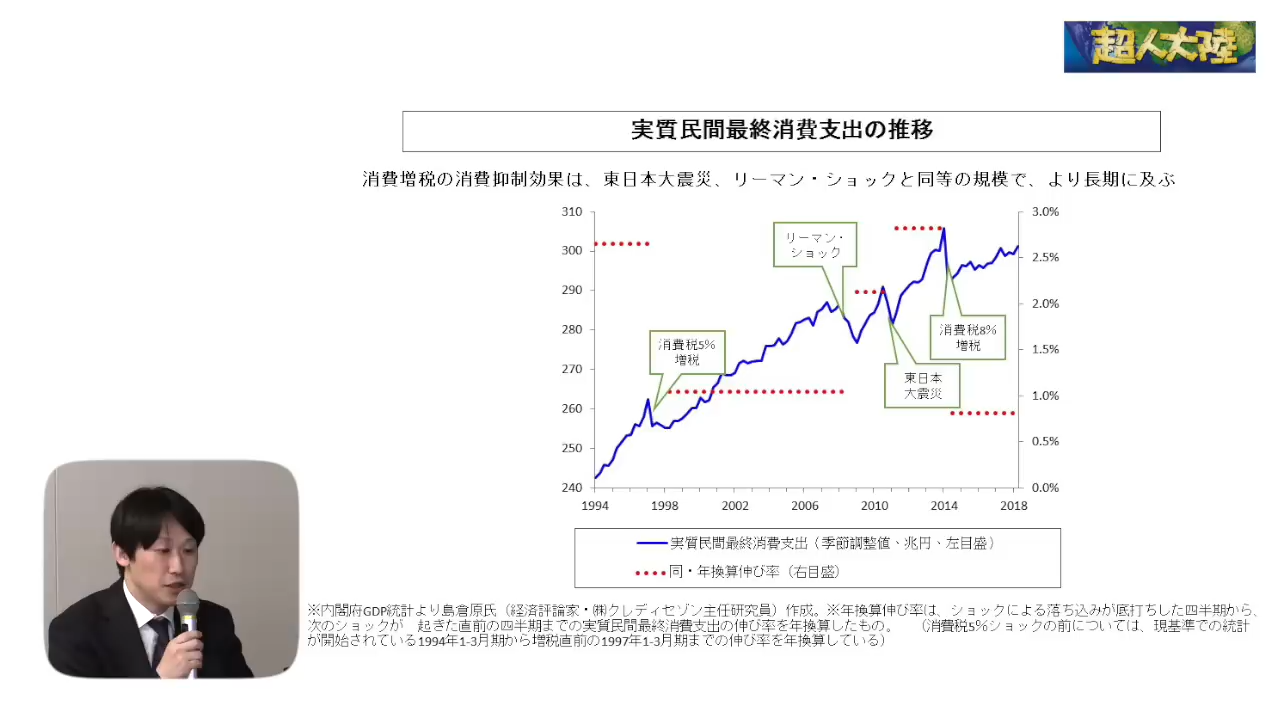 超人大陸
実質民間最終消費支出の推移
消費増税の消費抑制効果は、東日本大震災、リーマン・ショックと同等の規模で、より長期に及ぶ
310
300
290
280
270
260
250
240
3.0%
2.5%
2.0%
1.5%
1.0%
0.5%
0.0%
リーマン・
ショック
消費税5%
増税
消費税8%
増税
東日本
大震災
1994
1998
2002
2006
2010
2014
2018
実質民間最終消費支出（季節調整値、兆円、左目盛）
同・年換算伸び率（右目盛）
※内閣府GDP統計より島倉原氏（経済評論家・㈱クレディセゾン主任研究員）作成。※年換算伸び率は、ショックによる落ち込みが底打ちした四半期から、
次のショックが　起きた直前の四半期までの実質民間最終消費支出の伸び率を年換算したもの。　（消費税5%ショックの前については、現基準での統計
が開始されている1994年1-3月期から増税直前の1997年1-3月期までの伸び率を年換算している）